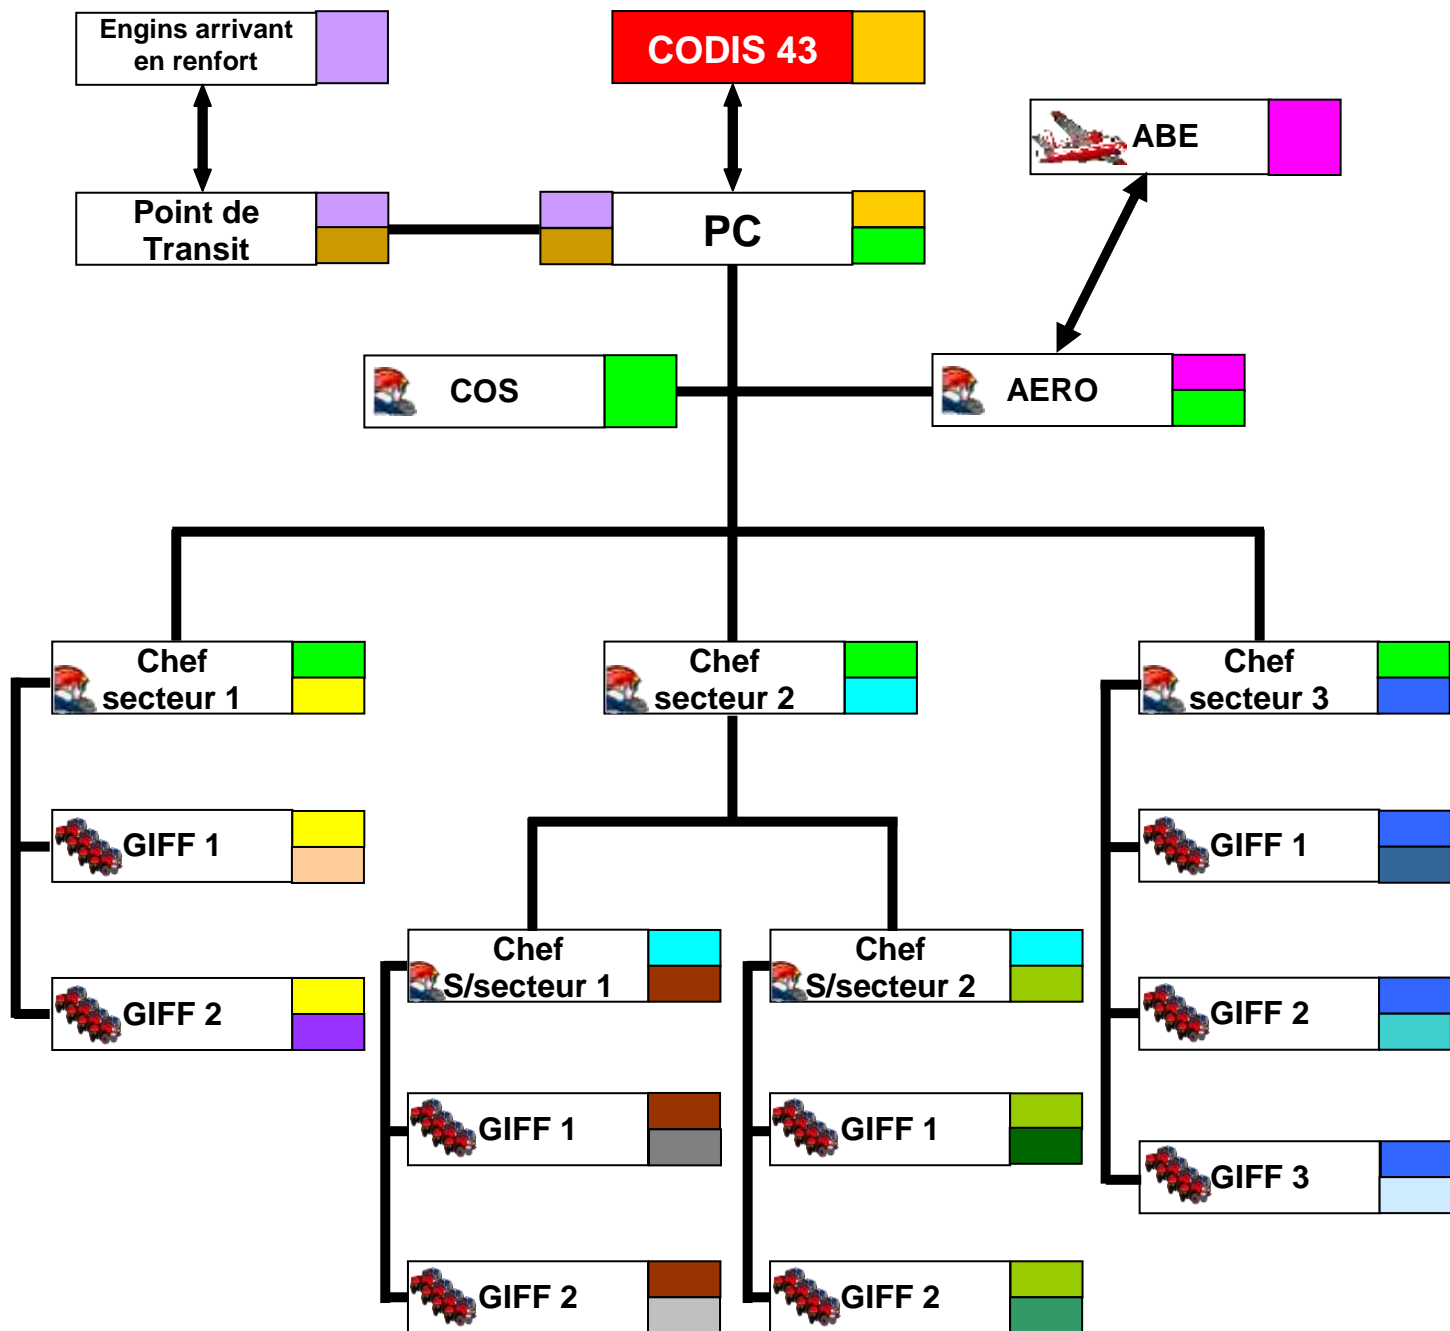 Engins arrivant
en renfort
CODIS 43
ABE
Point de
Transit
PC
COS
AERO
Chef
secteur 1
Chef
secteur 2
Chef
secteur 3
GIFF 1
GIFF 1
Chef
S/secteur 1
Chef
S/secteur 2
GIFF 2
GIFF 2
GIFF 1
GIFF 1
GIFF 3
GIFF 2
GIFF 2